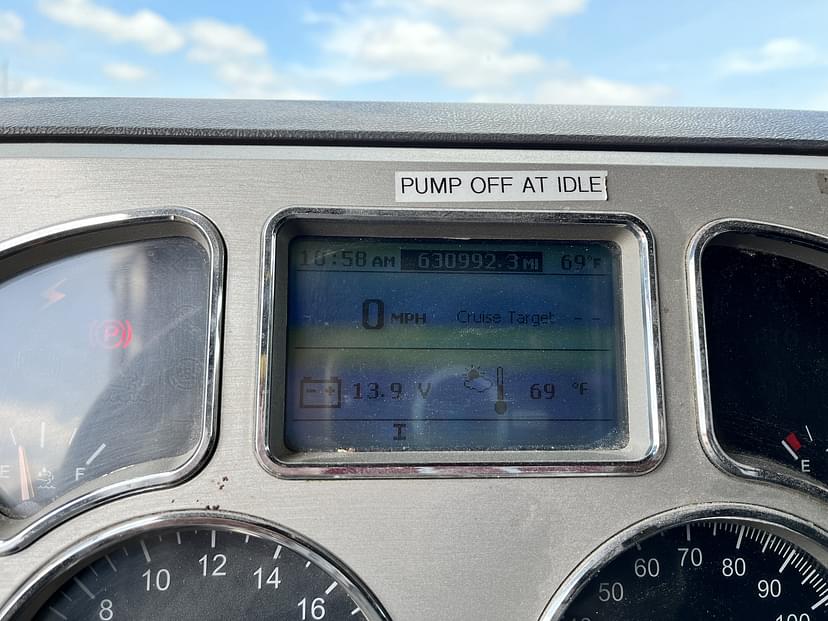 PUMP OFF AT IDLE
10:58 AM 630992.3 MI 69°F
0 MPH Cruise Target - -
13.9 V 69 °F
I
P
E F
E
8 10 12 14 16
50 60 70 80 90 100